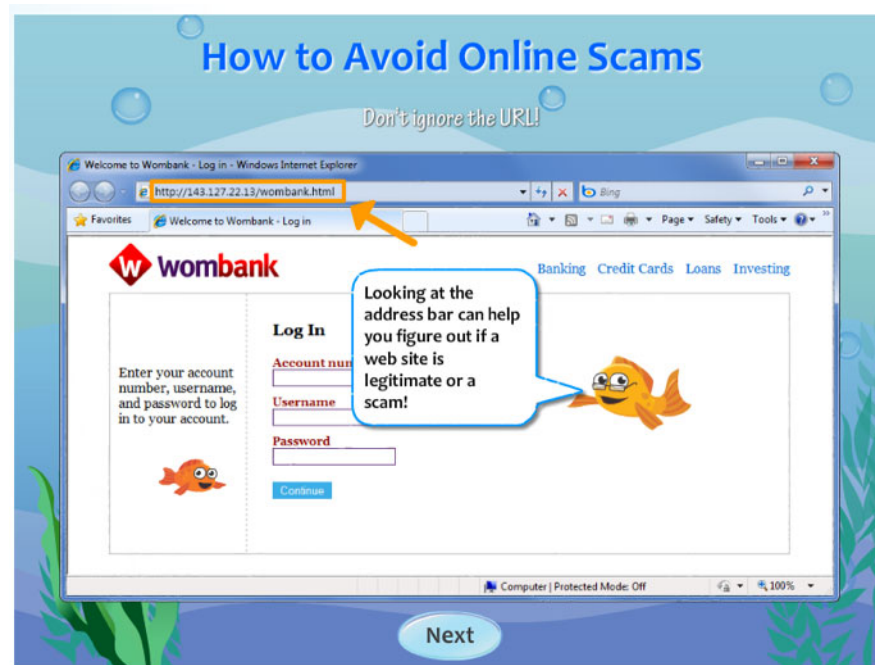 How to Avoid Online Scams
Don't ignore the URL!
Welcome to Wombank - Log in - Windows Internet Explorer
http://143.127.22.13/wombank.html
Bing
Favorites
Welcome to Wombank - Log in
Page
Safety
Tools
wombank
Banking Credit Cards Loans Investing
Enter your account
number, username,
and password to log
in to your account.
Log In
Account num
Username
Password
Continue
Looking at the
address bar can help
you figure out if a
web site is
legitimate or a
scam!
Computer | Protected Mode: Off
100%
Next